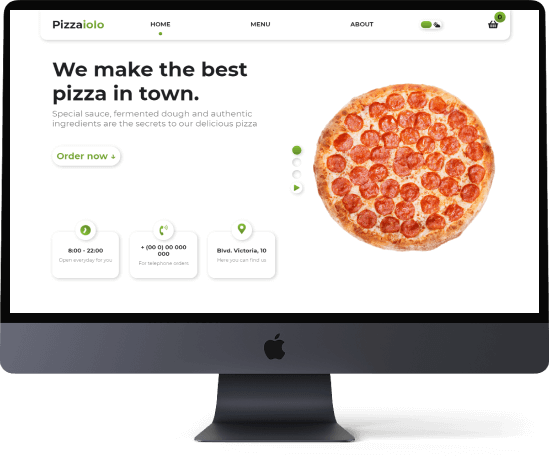 Pizzaiolo
HOME
MENU
ABOUT
0
We make the best
pizza in town.
Special sauce, fermented dough and authentic
ingredients are the secrets to our delicious pizza
Order now ↓
8:00 - 22:00
Open everyday for you
+ (00 0) 00 000
000
For telephone orders
Blvd. Victoria, 10
Here you can find us